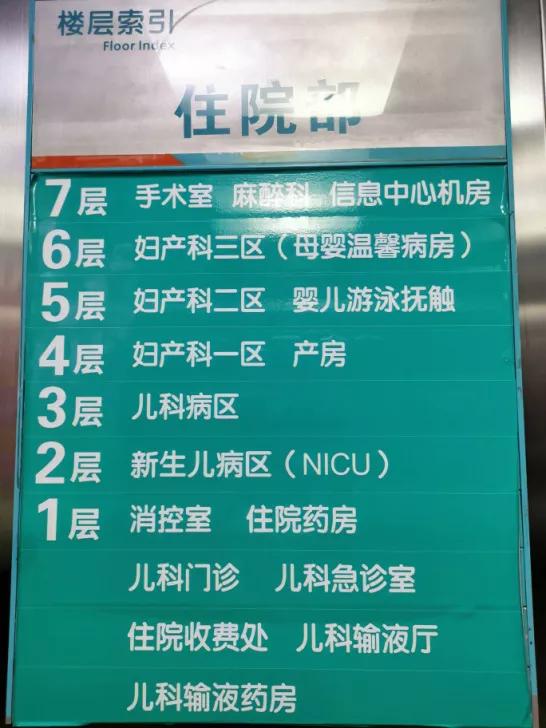 楼层索引
Floor Index
住院部
7层 手术室 麻醉科 信息中心机房
6层 妇产科三区（母婴温馨病房）
5层 妇产科二区 婴儿游泳抚触
4层 妇产科一区 产房
3层 儿科病区
2层 新生儿病区（NICU）
1层 消控室 住院药房
儿科门诊 儿科急诊室
住院收费处 儿科输液厅
儿科输液药房